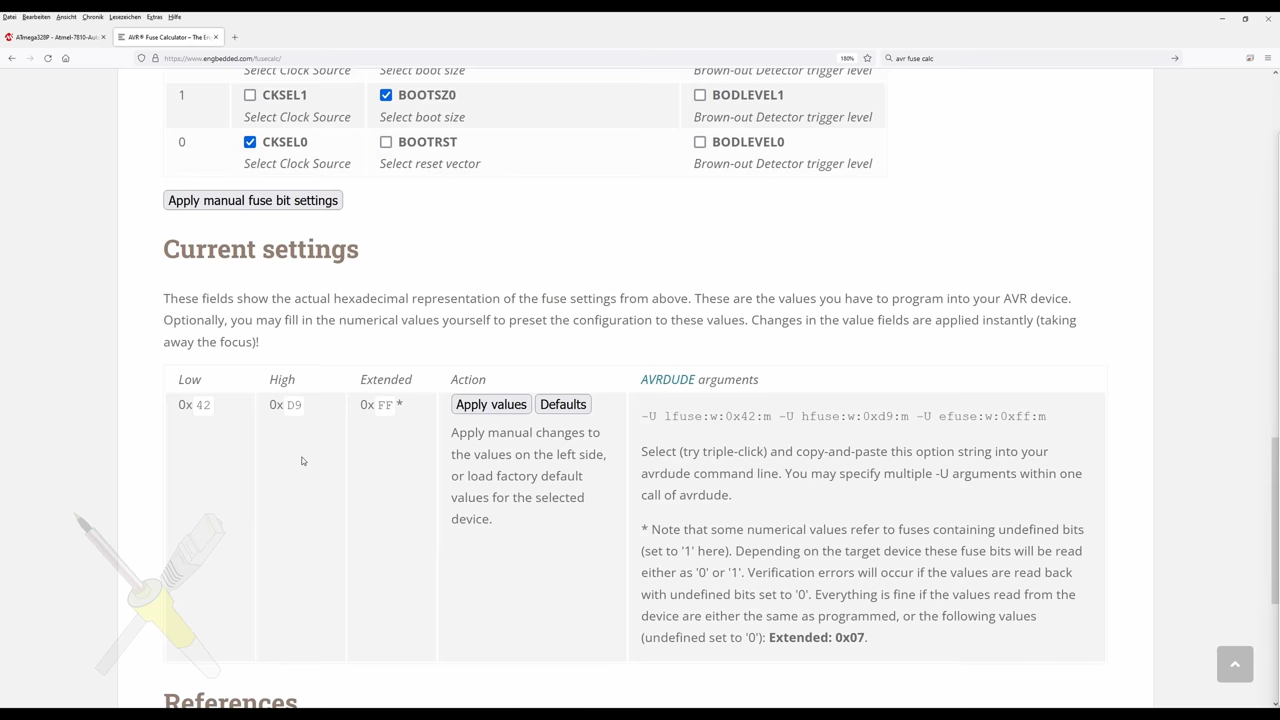 Datei Bearbeiten Ansicht Chronik Lesezeichen Extras Hilfe
ATmega328P - Atmel-7810-Aut
AVR® Fuse Calculator – The En
https://www.engbedded.com/fusecalc/
180%
avr fuse calc
Select Clock Source Select boot size Brown-out Detector trigger level
1 CKSEL1 BOOTSZ0 BODLEVEL1
Select Clock Source Select boot size Brown-out Detector trigger level
0 CKSEL0 BOOTRST BODLEVEL0
Select Clock Source Select reset vector Brown-out Detector trigger level
Apply manual fuse bit settings
Current settings
These fields show the actual hexadecimal representation of the fuse settings from above. These are the values you have to program into your AVR device.
Optionally, you may fill in the numerical values yourself to preset the configuration to these values. Changes in the value fields are applied instantly (taking
away the focus)!
Low High Extended Action AVRDUDE arguments
0x 42 0x D9 0x FF * Apply values Defaults
-U lfuse:w:0x42:m -U hfuse:w:0xd9:m -U efuse:w:0xff:m
Apply manual changes to
the values on the left side,
or load factory default
values for the selected
device.
Select (try triple-click) and copy-and-paste this option string into your
avrdude command line. You may specify multiple -U arguments within one
call of avrdude.
* Note that some numerical values refer to fuses containing undefined bits
(set to '1' here). Depending on the target device these fuse bits will be read
either as '0' or '1'. Verification errors will occur if the values are read back
with undefined bits set to '0'. Everything is fine if the values read from the
device are either the same as programmed, or the following values
(undefined set to '0'): Extended: 0x07.
References